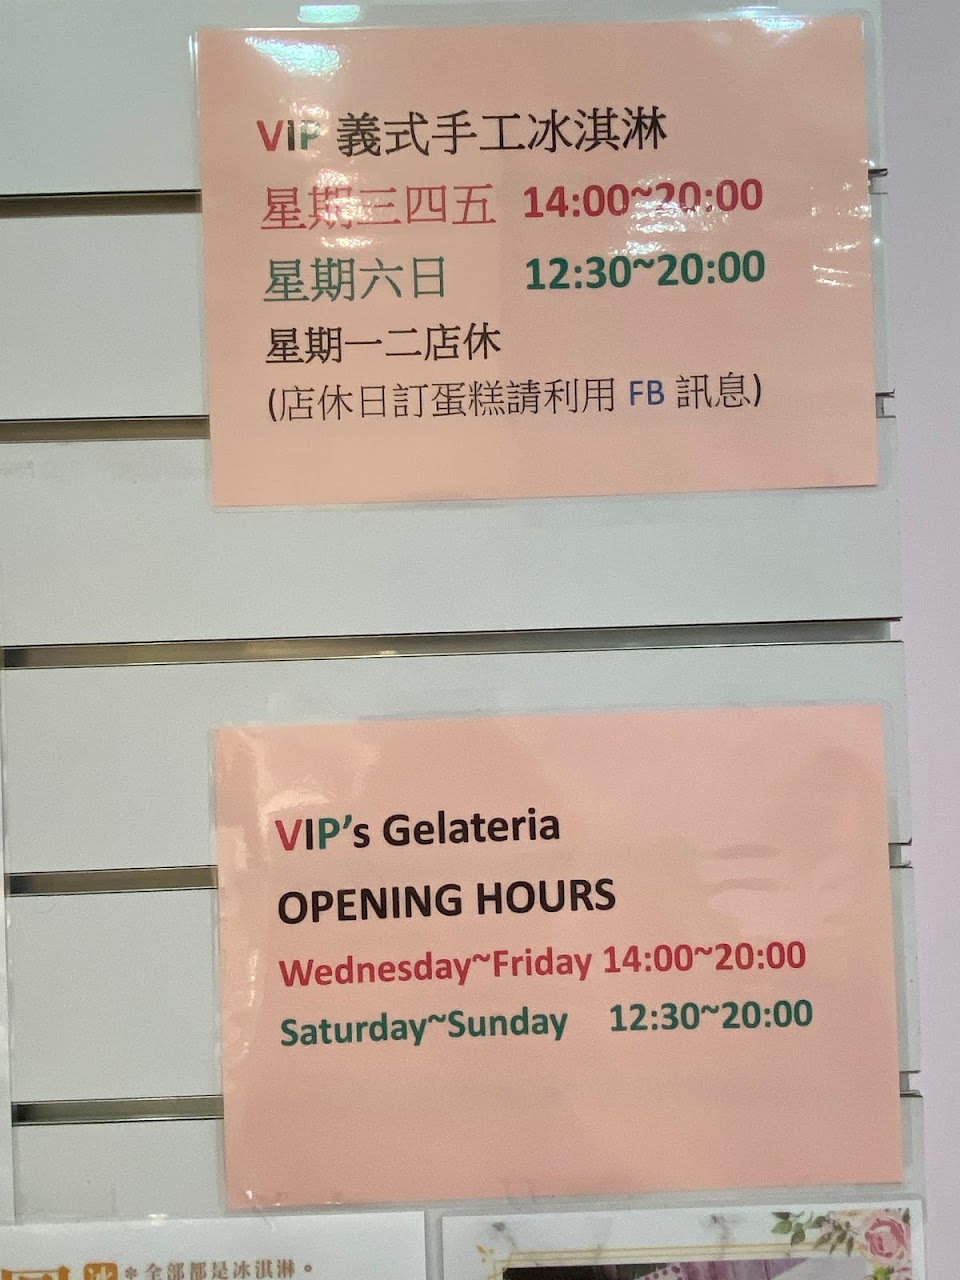 VIP 義式手工冰淇淋
星期三四五 14:00~20:00
星期六日 12:30~20:00
星期一二店休
(店休日訂蛋糕請利用 FB 訊息)
VIP's Gelateria
OPENING HOURS
Wednesday~Friday 14:00~20:00
Saturday~Sunday 12:30~20:00
*全部都是冰淇淋。